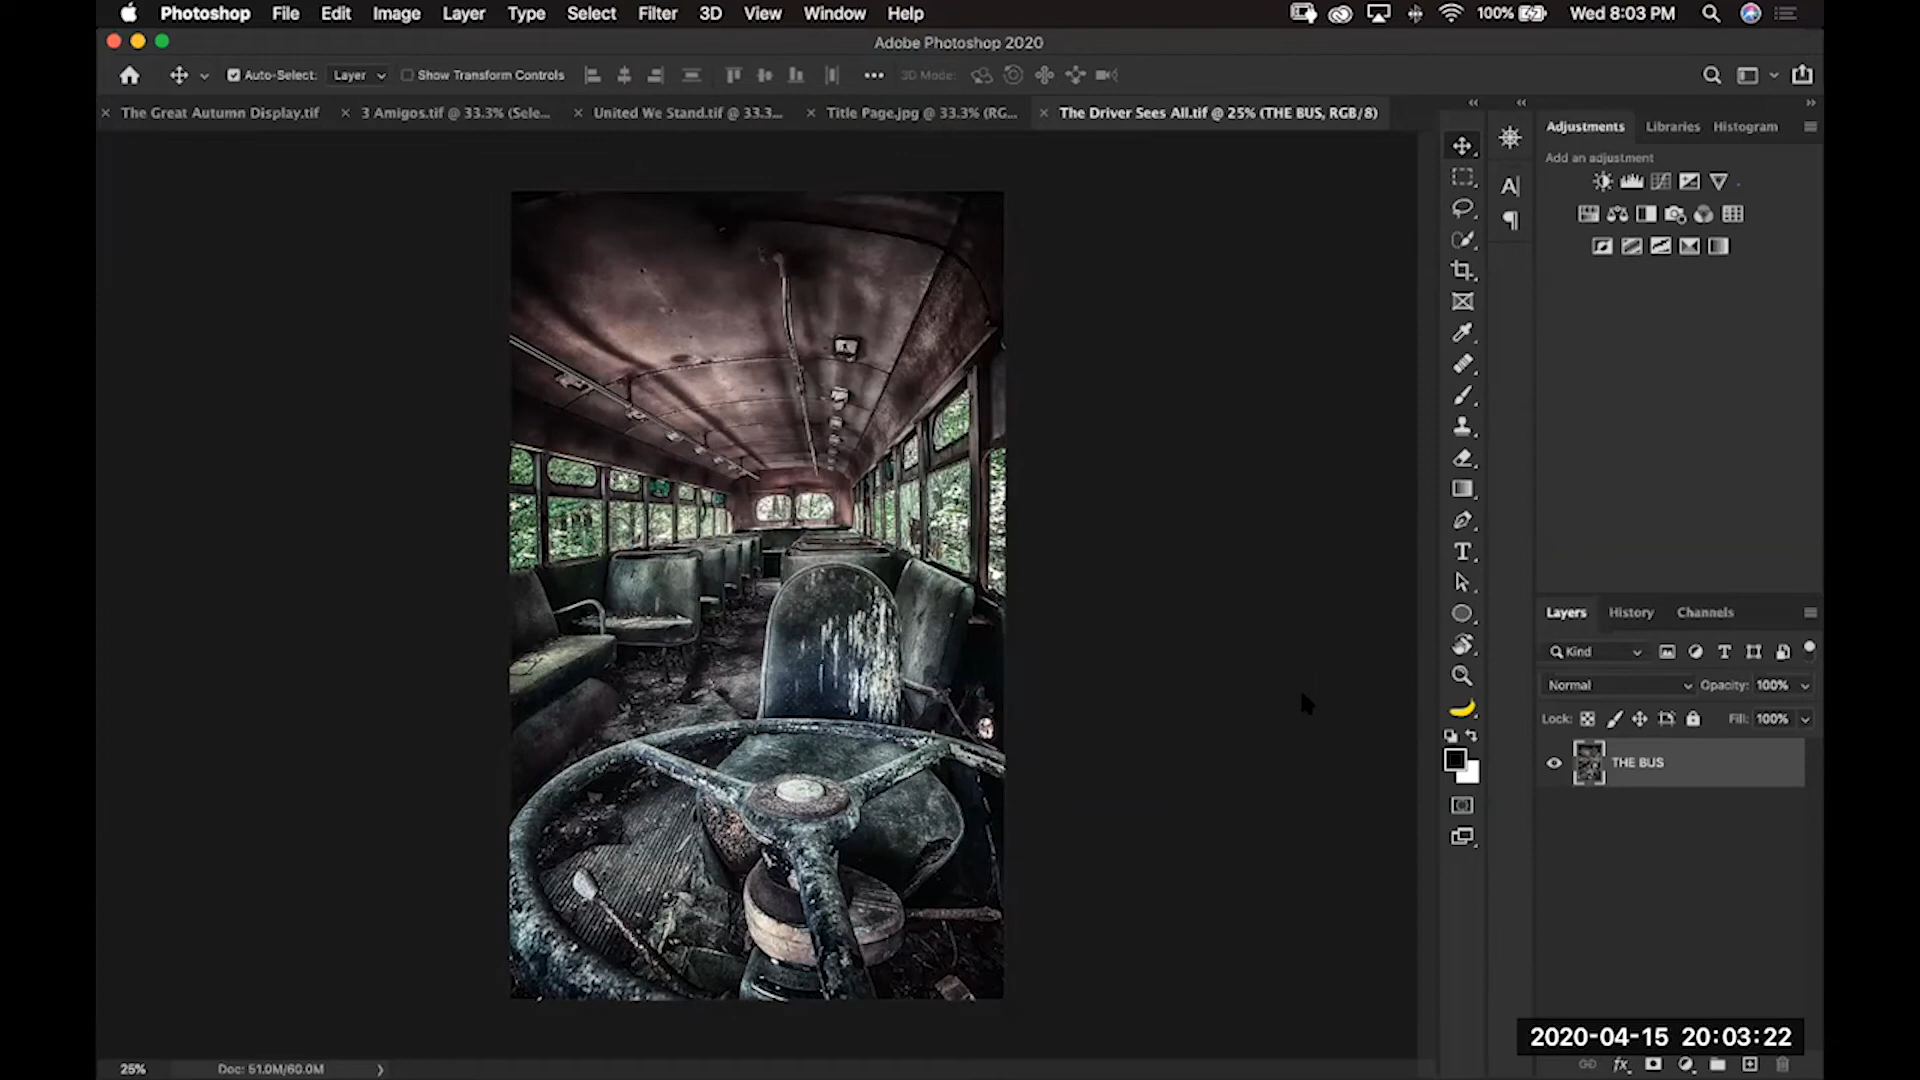 Photoshop File Edit Image Layer Type Select Filter 3D View Window Help 100% Wed 8:03 PM
Adobe Photoshop 2020
Auto-Select: Layer Show Transform Controls 3D Mode:
The Great Autumn Display.tif 3 Amigos.tif @ 33.3% (Sele... United We Stand.tif @ 33.3... Title Page.jpg @ 33.3% (RG... The Driver Sees All.tif @ 25% (THE BUS, RGB/8)
Adjustments Libraries Histogram
Add an adjustment
Layers History Channels
Kind
Normal Opacity: 100%
Lock: Fill: 100%
THE BUS
2020-04-15 20:03:22
25% Doc: 51.0M/60.0M